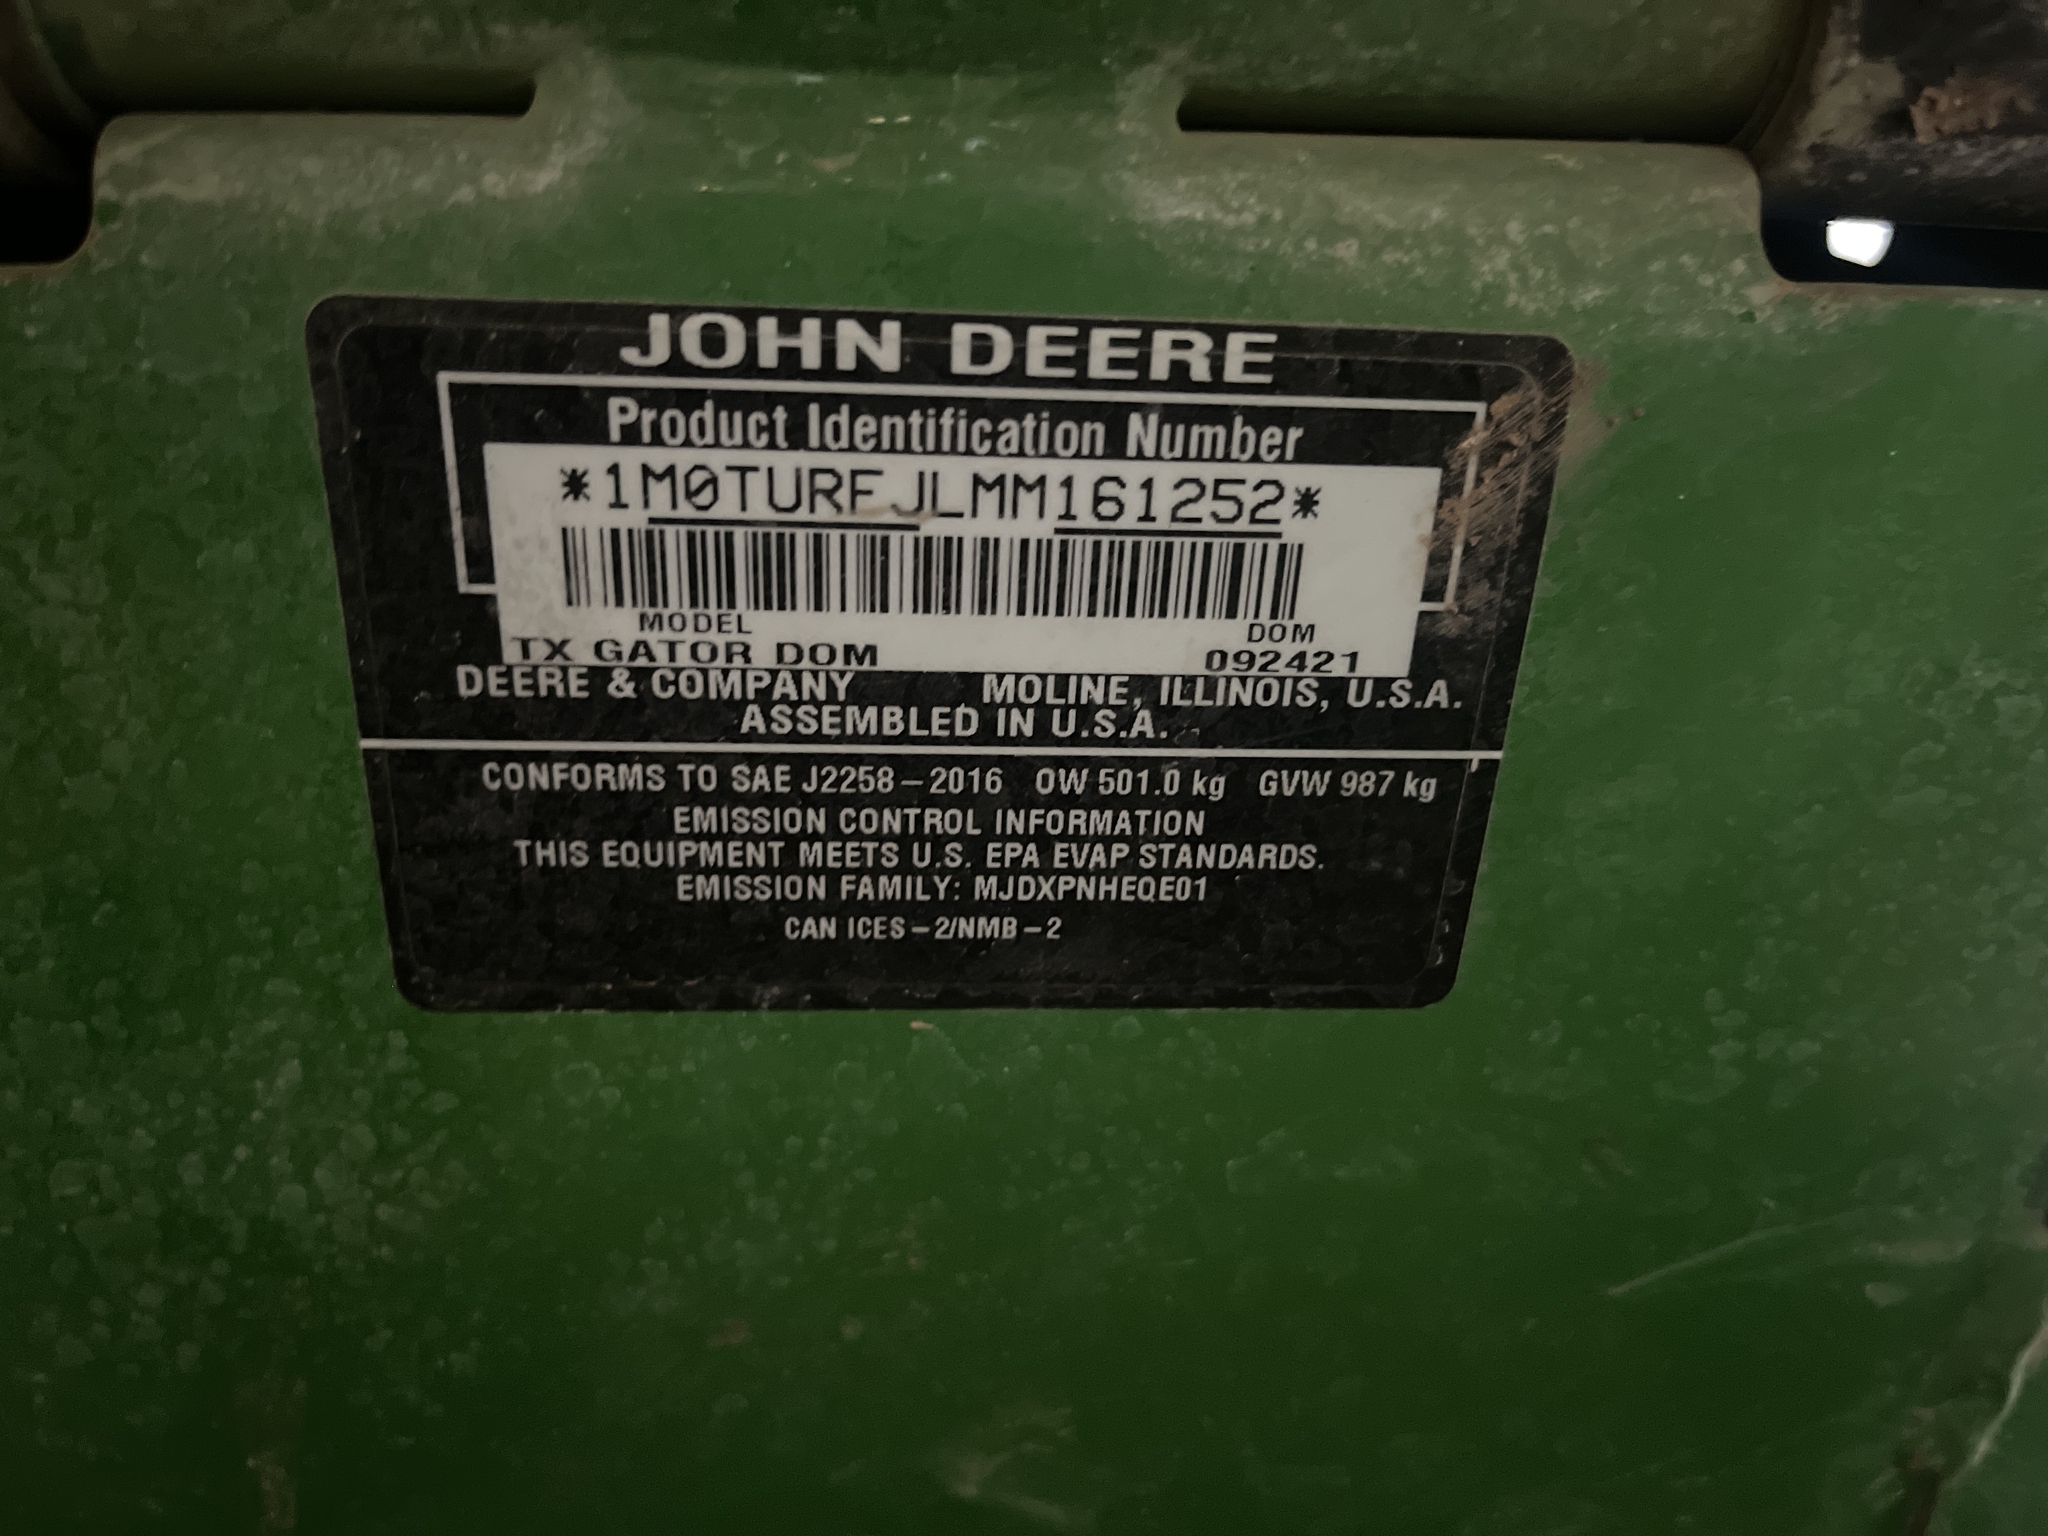 JOHN DEERE
Product Identification Number
*1M0TURFJLMM161252*
MODEL DOM
TX GATOR DOM 092421
DEERE & COMPANY MOLINE, ILLINOIS, U.S.A.
ASSEMBLED IN U.S.A.
CONFORMS TO SAE J2258-2016 OW 501.0 kg GVW 987 kg
EMISSION CONTROL INFORMATION
THIS EQUIPMENT MEETS U.S. EPA EVAP STANDARDS.
EMISSION FAMILY: MJDXPNHEQE01
CAN ICES-2/NMB-2